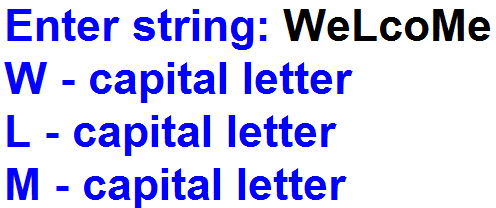 Enter string: WeLcoMe
W - capital letter
L - capital letter
M - capital letter